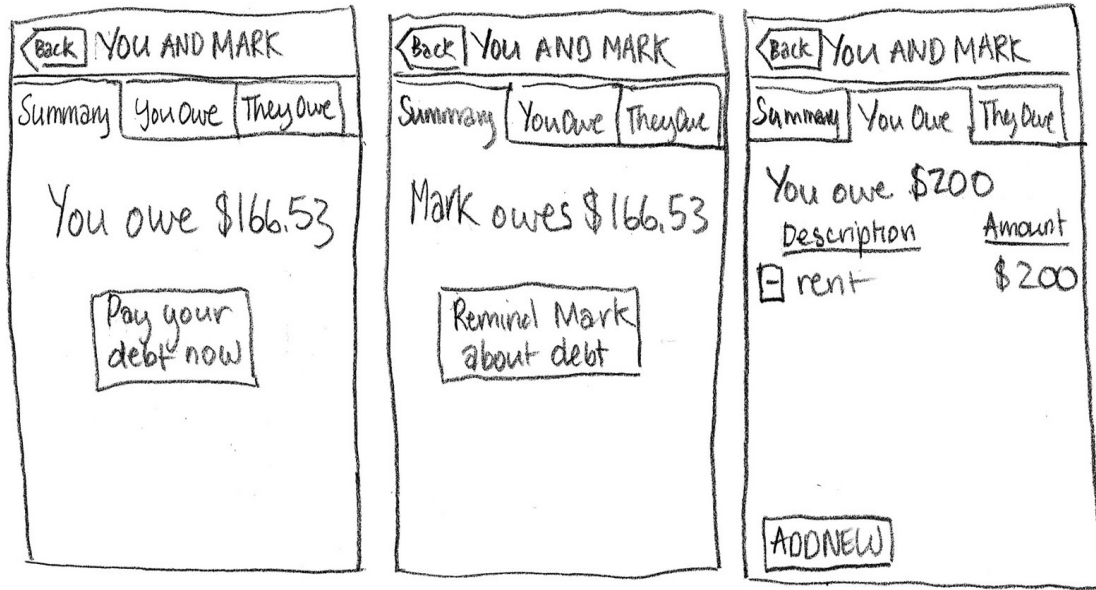 Back YOU AND MARK
Summary You Owe They Owe
You owe $166.53
Pay your
debt now
Back YOU AND MARK
Summary You Owe They Owe
Mark owes $166.53
Remind Mark
about debt
Back YOU AND MARK
Summary You Owe They Owe
You owe $200
Description Amount
rent $200
ADD NEW